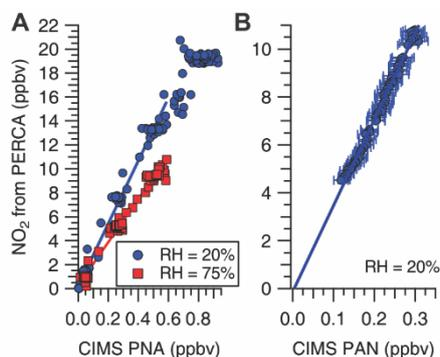 A
NO₂ from PERCA (ppbv)
22
20
18
16
14
12
10
8
6
4
2
0
0.0 0.2 0.4 0.6 0.8
CIMS PNA (ppbv)
RH = 20%
RH = 75%
B
10
8
6
4
2
0
0.0 0.1 0.2 0.3
CIMS PAN (ppbv)
RH = 20%